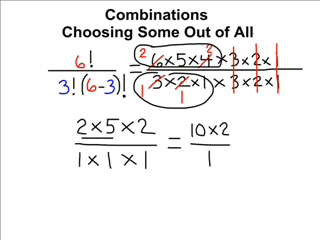 Combinations
Choosing Some Out of All
6! / 3!(6-3)! = 6×5×4×3×2×1 / 3×2×1×3×2×1
2 2
1 1
2×5×2 / 1×1×1 = 10×2 / 1